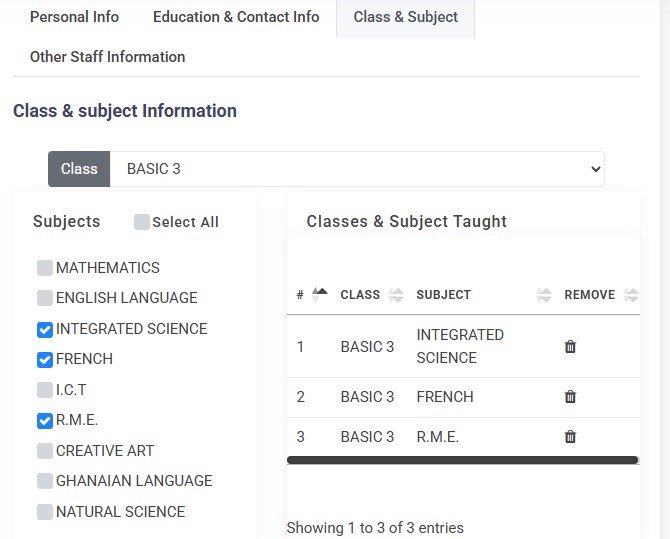 Personal Info Education & Contact Info Class & Subject
Other Staff Information
Class & subject Information
Class BASIC 3
Subjects Select All
MATHEMATICS
ENGLISH LANGUAGE
INTEGRATED SCIENCE
FRENCH
I.C.T
R.M.E.
CREATIVE ART
GHANAIAN LANGUAGE
NATURAL SCIENCE
Classes & Subject Taught
# CLASS SUBJECT REMOVE
1 BASIC 3 INTEGRATED
SCIENCE
2 BASIC 3 FRENCH
3 BASIC 3 R.M.E.
Showing 1 to 3 of 3 entries